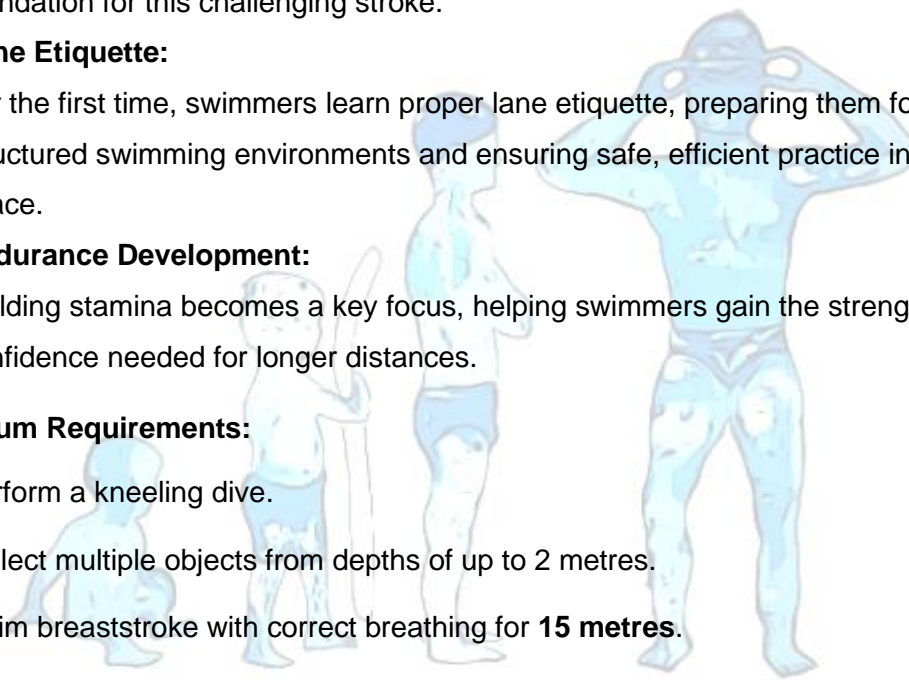 ndation for this challenging stroke.
ne Etiquette:
r the first time, swimmers learn proper lane etiquette, preparing them fo
uctured swimming environments and ensuring safe, efficient practice in
ace.
durance Development:
lding stamina becomes a key focus, helping swimmers gain the streng
nfidence needed for longer distances.
um Requirements:
rform a kneeling dive.
llect multiple objects from depths of up to 2 metres.
im breaststroke with correct breathing for 15 metres.